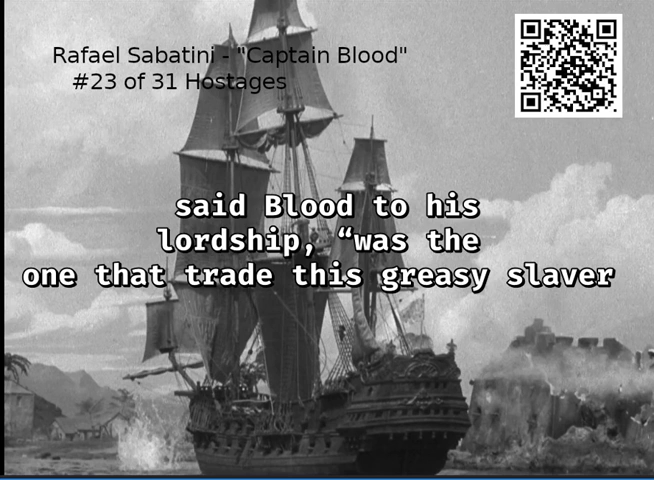 Rafael Sabatini - "Captain Blood"
#23 of 31 Hostages
said Blood to his
lordship, “was the
one that trade this greasy slaver